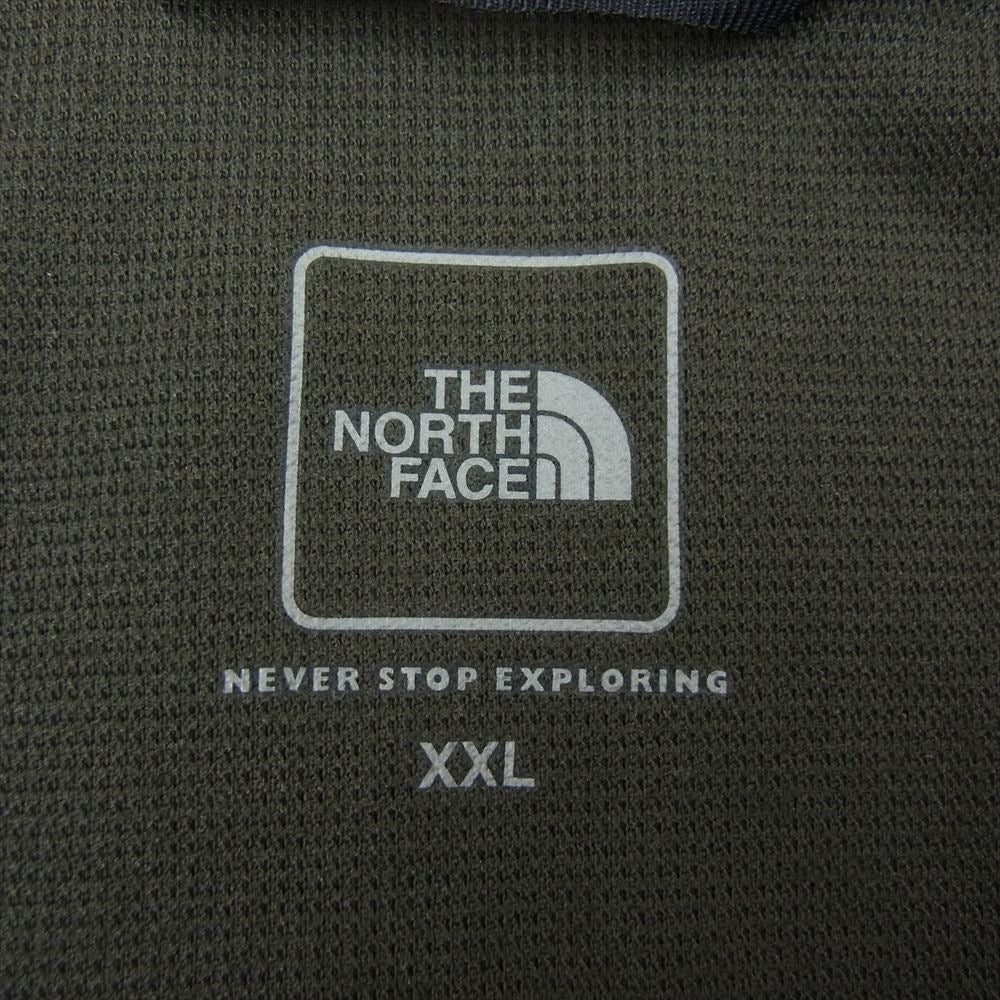 THE
NORTH
FACE
NEVER STOP EXPLORING
XXL